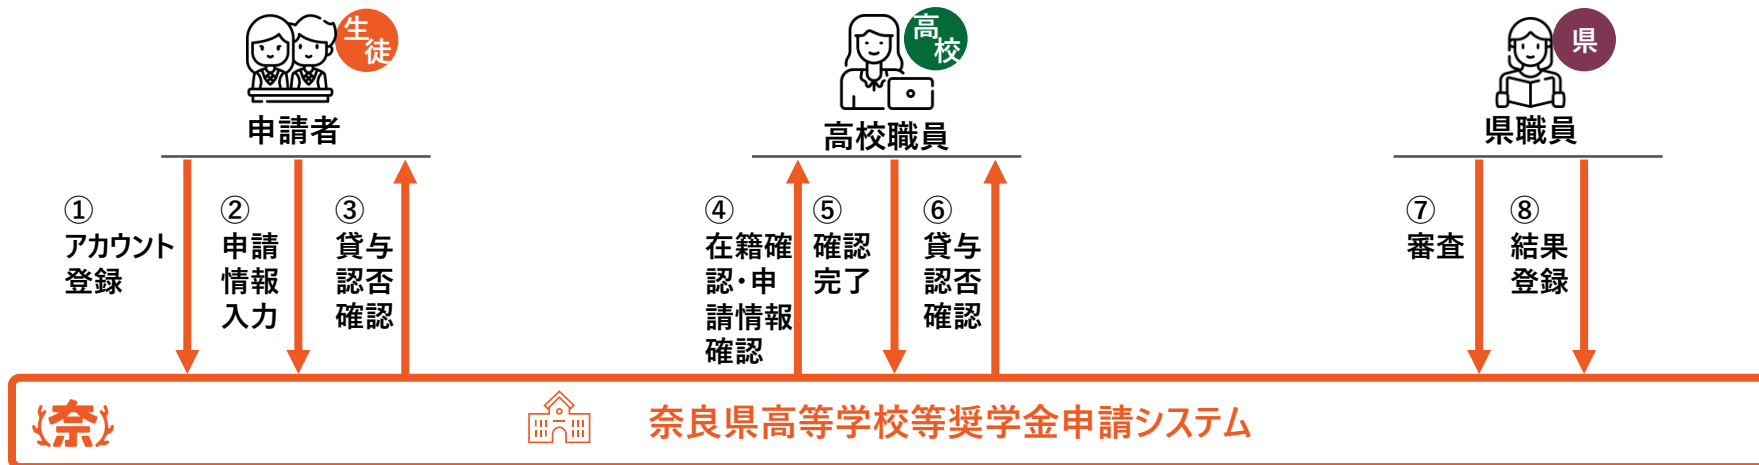 生徒
申請者
①
アカウント
登録
②
申請
情報
入力
③
貸与
認否
確認
高校
高校職員
④
在籍確
認・申
請情報
確認
⑤
確認
完了
⑥
貸与
認否
確認
県
県職員
⑦
審査
⑧
結果
登録
奈
奈良県高等学校等奨学金申請システム